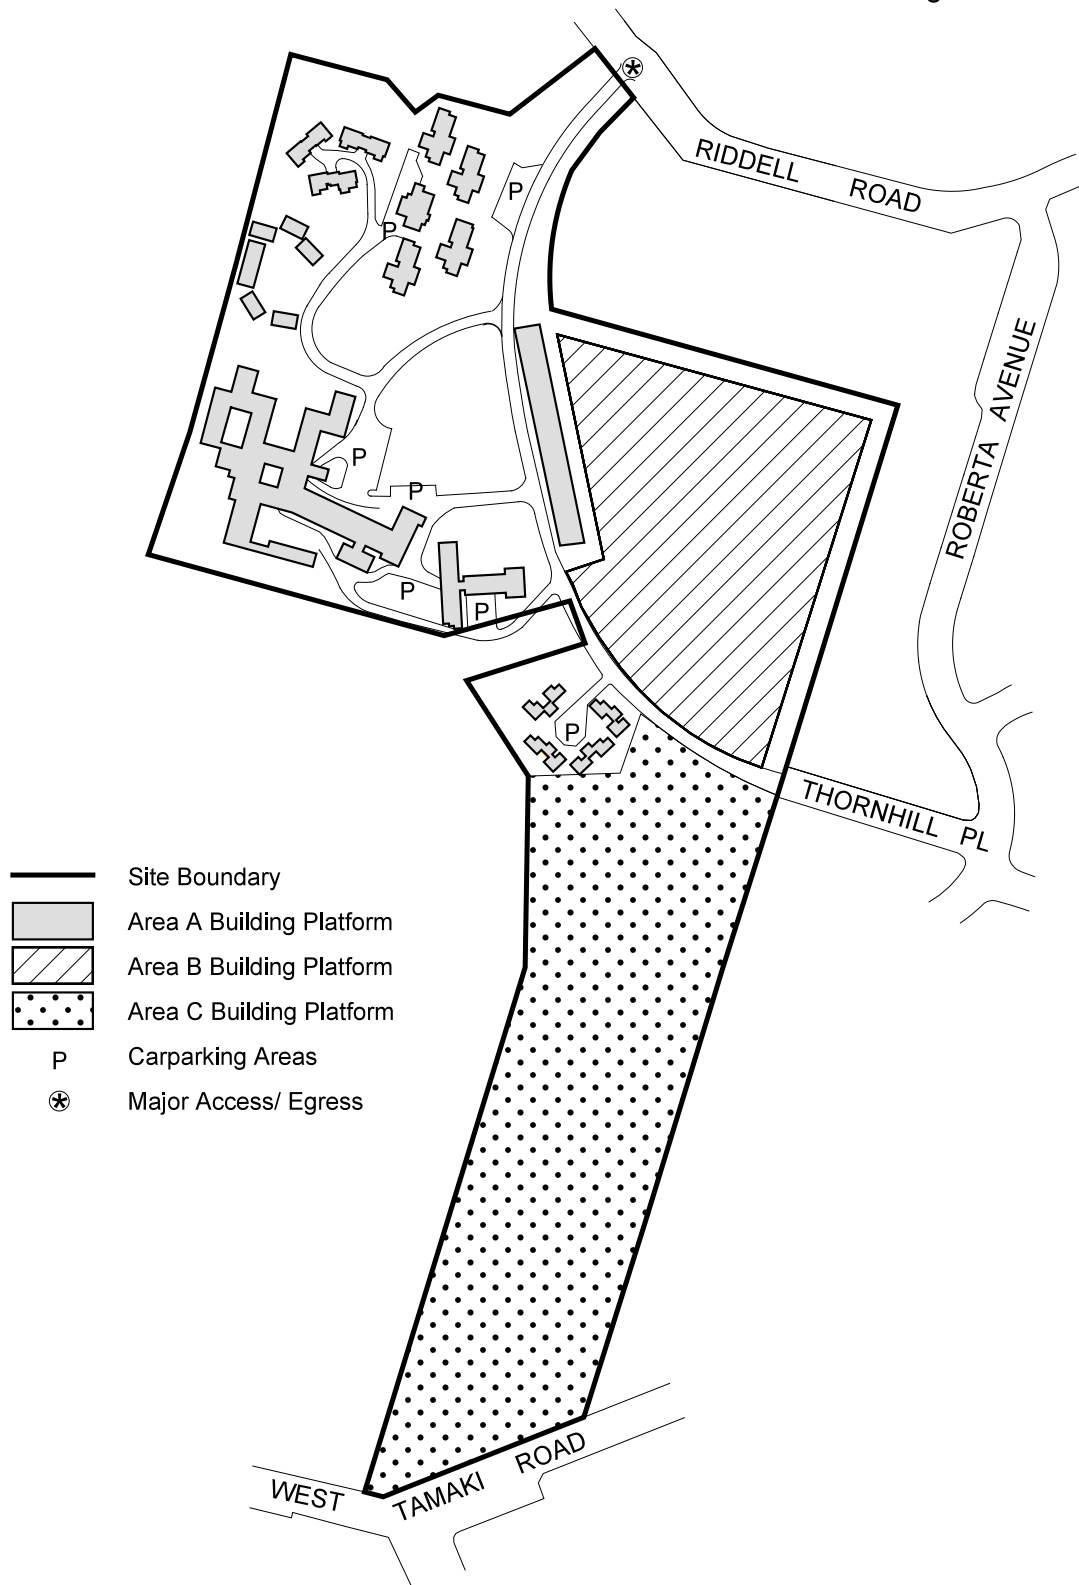 g
RIDDELL ROAD
P
P
ROBERTA AVENUE
P
P
P
P
P
THORNHILL PL
Site Boundary
Area A Building Platform
Area B Building Platform
Area C Building Platform
P Carparking Areas
Major Access/ Egress
WEST TAMAKI ROAD